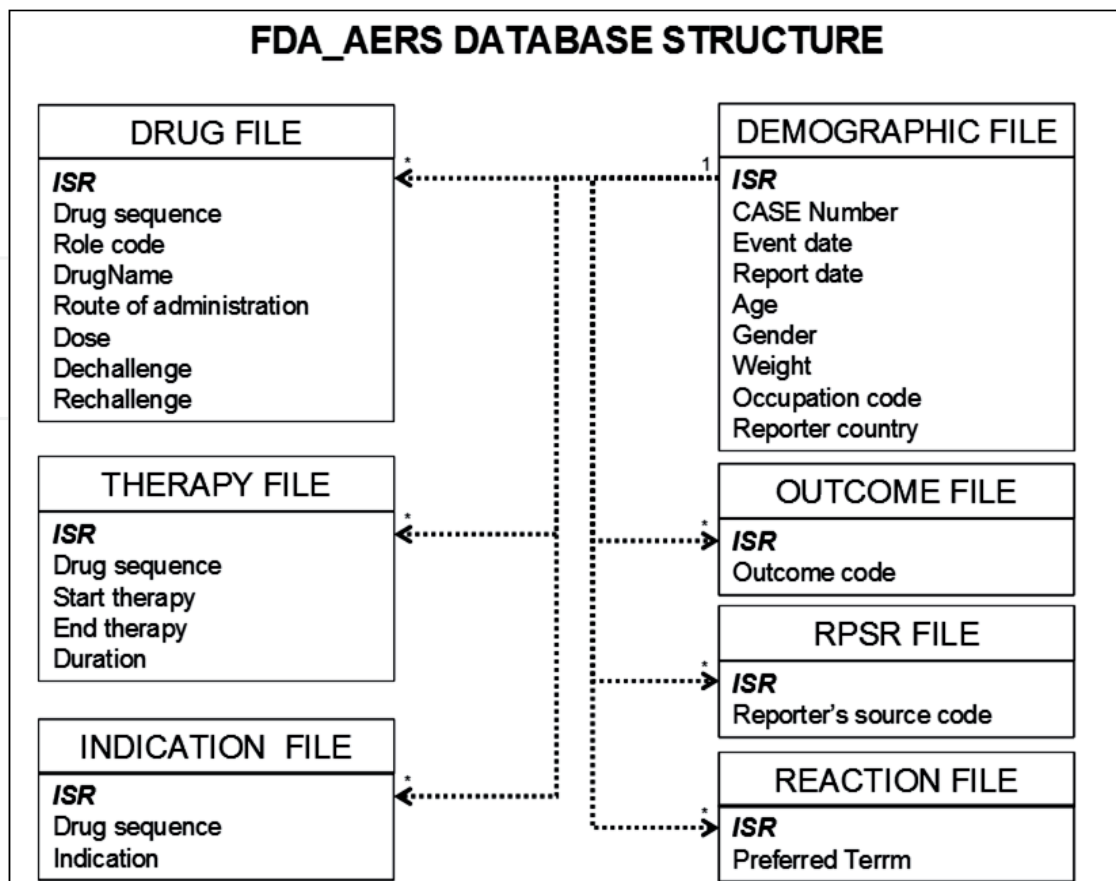 FDA_AERS DATABASE STRUCTURE
DRUG FILE
*
ISR
Drug sequence
Role code
DrugName
Route of administration
Dose
Dechallenge
Rechallenge
DEMOGRAPHIC FILE
1
ISR
CASE Number
Event date
Report date
Age
Gender
Weight
Occupation code
Reporter country
THERAPY FILE
*
ISR
Drug sequence
Start therapy
End therapy
Duration
OUTCOME FILE
*
ISR
Outcome code
RPSR FILE
*
ISR
Reporter's source code
INDICATION FILE
*
ISR
Drug sequence
Indication
REACTION FILE
*
ISR
Preferred Terrm